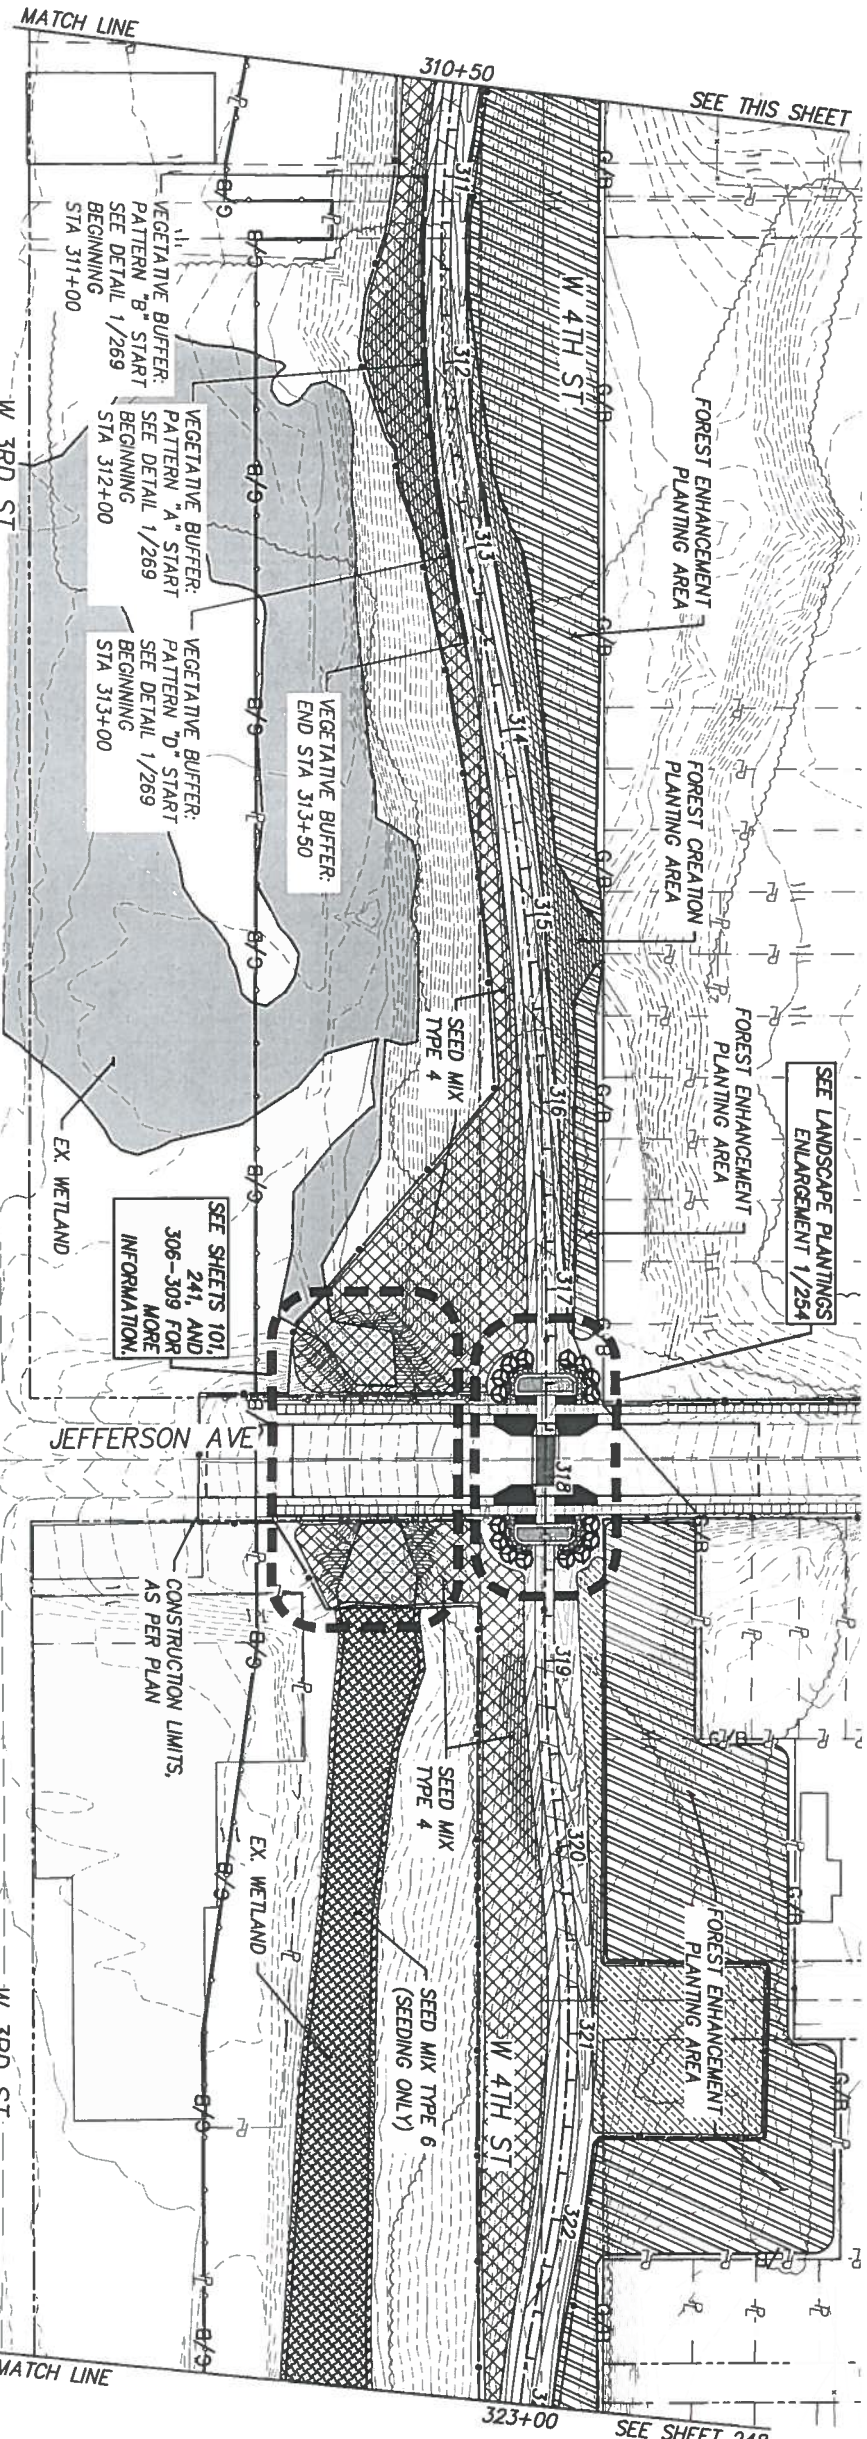 MATCH LINE
310+50
SEE THIS SHEET
VEGETATIVE BUFFER:
PATTERN "B" START
SEE DETAIL 1/269
BEGINNING
STA 311+00
VEGETATIVE BUFFER:
PATTERN "A" START
SEE DETAIL 1/269
BEGINNING
STA 312+00
VEGETATIVE BUFFER:
PATTERN "D" START
SEE DETAIL 1/269
BEGINNING
STA 313+00
VEGETATIVE BUFFER:
END STA 313+50
W 3RD ST
W 4TH ST
311
312
313
314
315
316
317
318
319
320
321
322
FOREST ENHANCEMENT
PLANTING AREA
FOREST CREATION
PLANTING AREA
FOREST ENHANCEMENT
PLANTING AREA
SEE LANDSCAPE PLANTINGS
ENLARGEMENT 1/254
SEED MIX
TYPE 4
EX. WETLAND
SEE SHEETS 101,
241, AND
306-309 FOR
MORE
INFORMATION.
JEFFERSON AVE
CONSTRUCTION LIMITS,
AS PER PLAN
SEED MIX
TYPE 4
EX. WETLAND
SEED MIX TYPE 6
(SEEDING ONLY)
FOREST ENHANCEMENT
PLANTING AREA
W 4TH ST
W 3RD ST
MATCH LINE
323+00
SEE SHEET
G/B
G/B
G/B
G/B
G/B
G/B
G/B
G/B
G/B
G/B
B/G
B/G
B/G
B/G
B/G
B/G
B/G
B/G
B/G
B/G